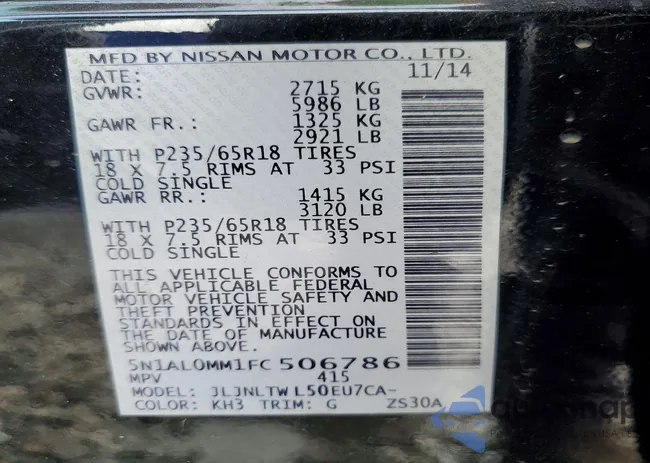 MFD BY NISSAN MOTOR CO., LTD.
DATE: 11/14
GVWR: 2715 KG
5986 LB
GAWR FR.: 1325 KG
2921 LB
WITH P235/65R18 TIRES
18 X 7.5 RIMS AT 33 PSI
COLD SINGLE
GAWR RR.: 1415 KG
3120 LB
WITH P235/65R18 TIRES
18 X 7.5 RIMS AT 33 PSI
COLD SINGLE
THIS VEHICLE CONFORMS TO
ALL APPLICABLE FEDERAL
MOTOR VEHICLE SAFETY AND
THEFT PREVENTION
STANDARDS IN EFFECT ON
THE DATE OF MANUFACTURE
SHOWN ABOVE.
5N1AL0MM1FC506786
MPV 415
MODEL: JLJNLTWL50EU7CA-
COLOR: KH3 TRIM: G ZS30A